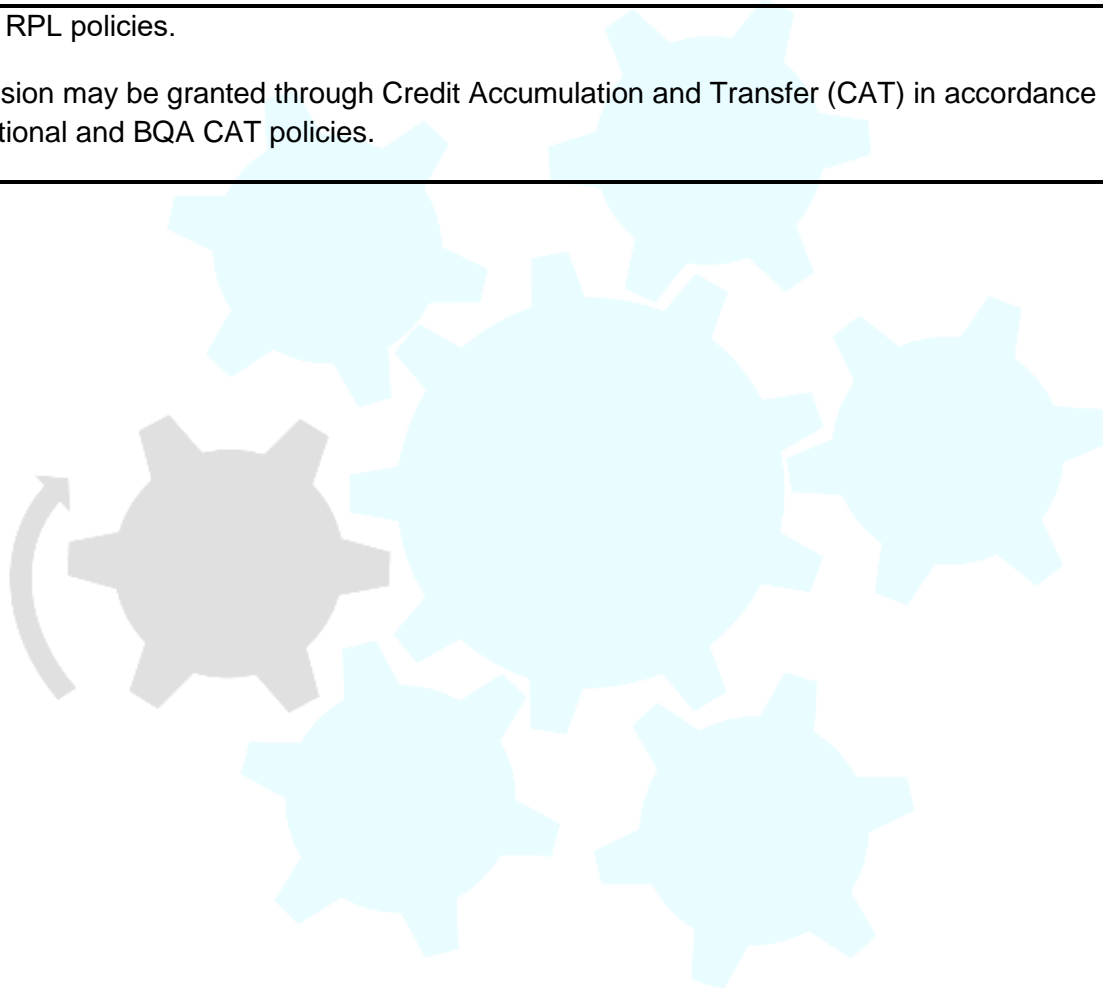 RPL policies.
sion may be granted through Credit Accumulation and Transfer (CAT) in accordance
tional and BQA CAT policies.